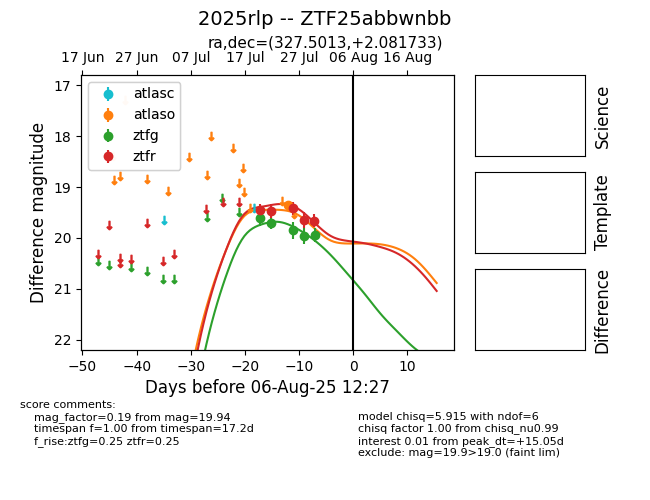 2025rlp -- ZTF25abbwnbb
ra,dec=(327.5013,+2.081733)
17 Jun 27 Jun 07 Jul 17 Jul 27 Jul 06 Aug 16 Aug
17
18
19
20
21
22
Difference magnitude
atlasc
atlaso
ztfg
ztfr
−50 −40 −30 −20 −10 0 10
Days before 06-Aug-25 12:27
Science
Template
Difference
score comments:
mag_factor=0.19 from mag=19.94
timespan f=1.00 from timespan=17.2d
f_rise:ztfg=0.25 ztfr=0.25
model chisq=5.915 with ndof=6
chisq factor 1.00 from chisq_nu0.99
interest 0.01 from peak_dt=+15.05d
exclude: mag=19.9>19.0 (faint lim)